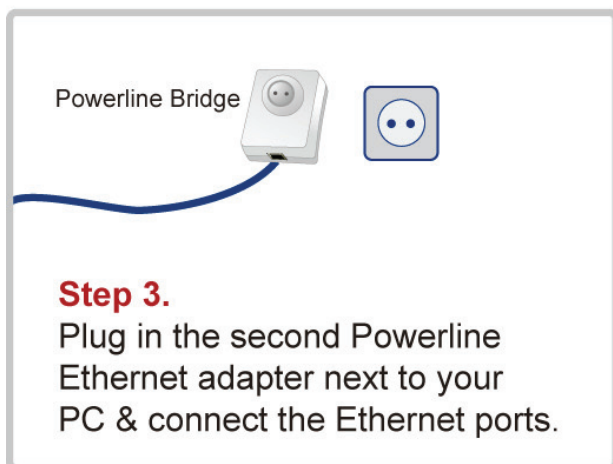 Powerline Bridge
Step 3.
Plug in the second Powerline
Ethernet adapter next to your
PC & connect the Ethernet ports.